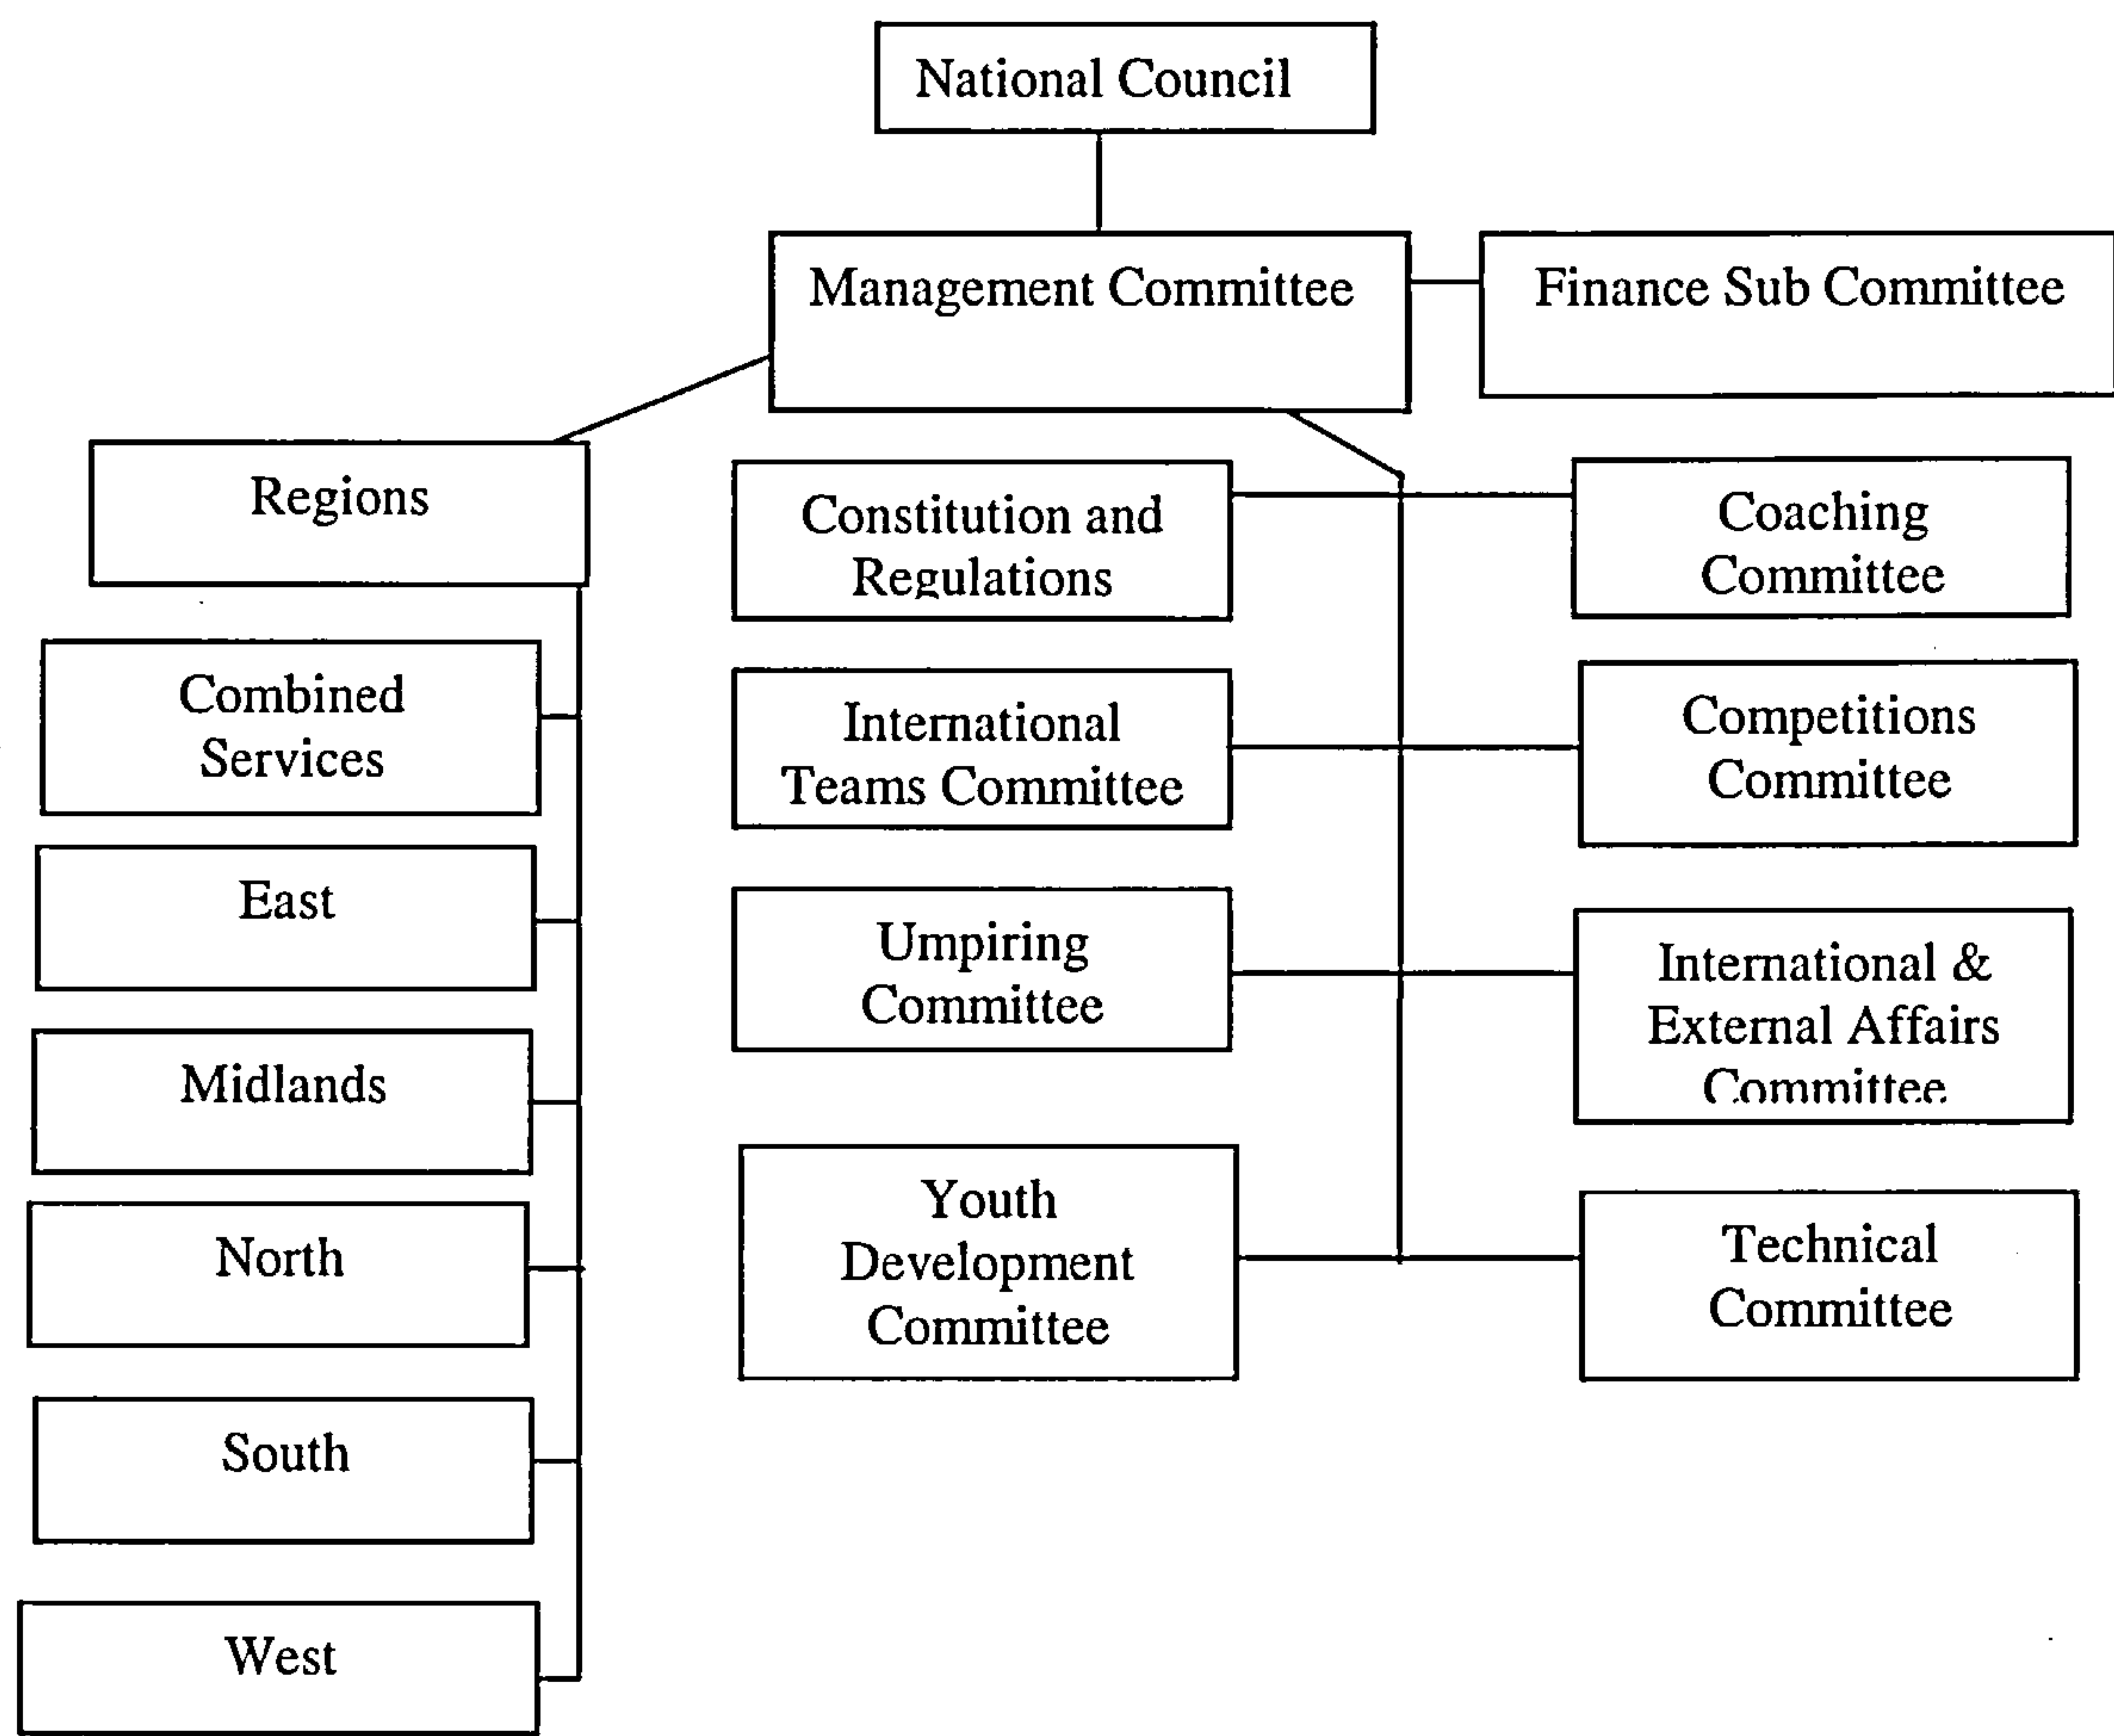 National Council
Management Committee
Finance Sub Committee
Regions
Combined
Services
East
Midlands
North
South
West
Constitution and
Regulations
International
Teams Committee
Umpiring
Committee
Youth
Development
Committee
Coaching
Committee
Competitions
Committee
International &
External Affairs
Committee
Technical
Committee